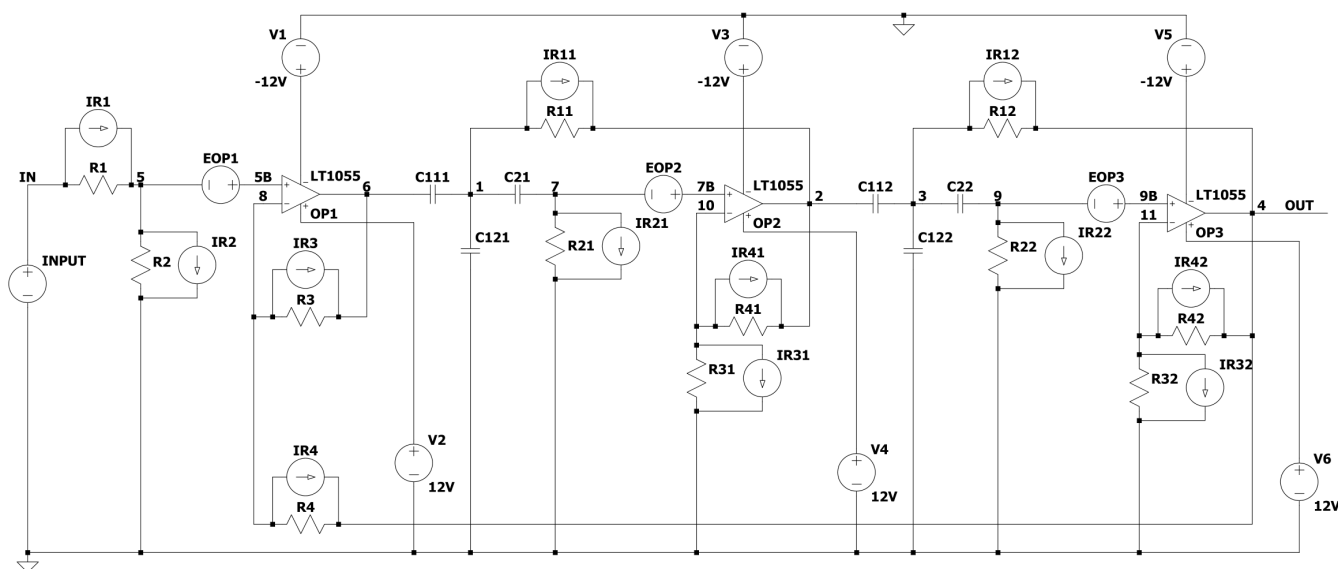 V1
V3
V5
-12V
-12V
-12V
IR11
IR12
R11
R12
IR1
R1
IN
5
EOP1
5B
8
LT1055
OP1
6
C111
1
C21
7
EOP2
7B
10
LT1055
OP2
2
C112
3
C22
9
EOP3
9B
11
LT1055
OP3
4
OUT
INPUT
R2
IR2
IR3
R3
C121
R21
IR21
IR41
R41
R31
IR31
C122
R22
IR22
IR42
R42
R32
IR32
IR4
R4
V2
12V
V4
12V
V6
12V
+
−
+
−
+
−
+
−
+
−
+
−
+
−
+
−
+
−
+
−
+
−
+
−
+
−
+
−
+
−
+
−